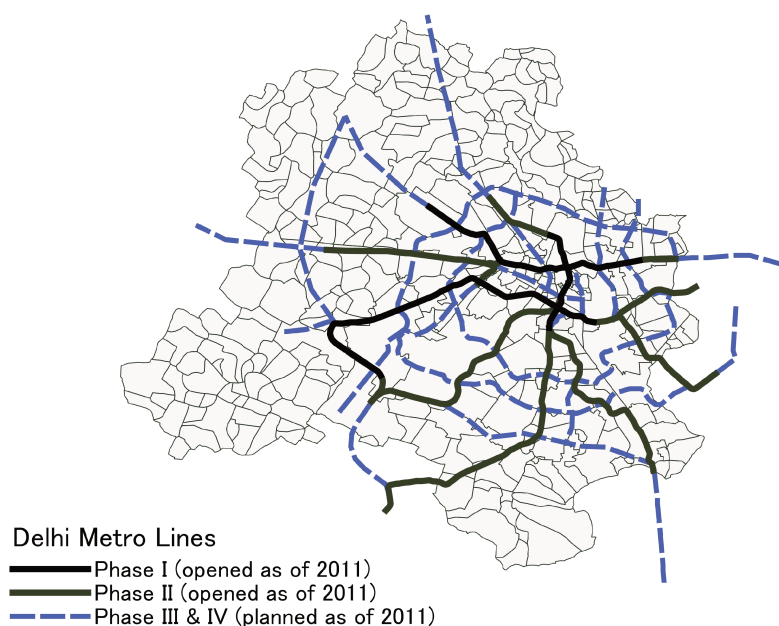 Delhi Metro Lines
Phase I (opened as of 2011)
Phase II (opened as of 2011)
Phase III & IV (planned as of 2011)